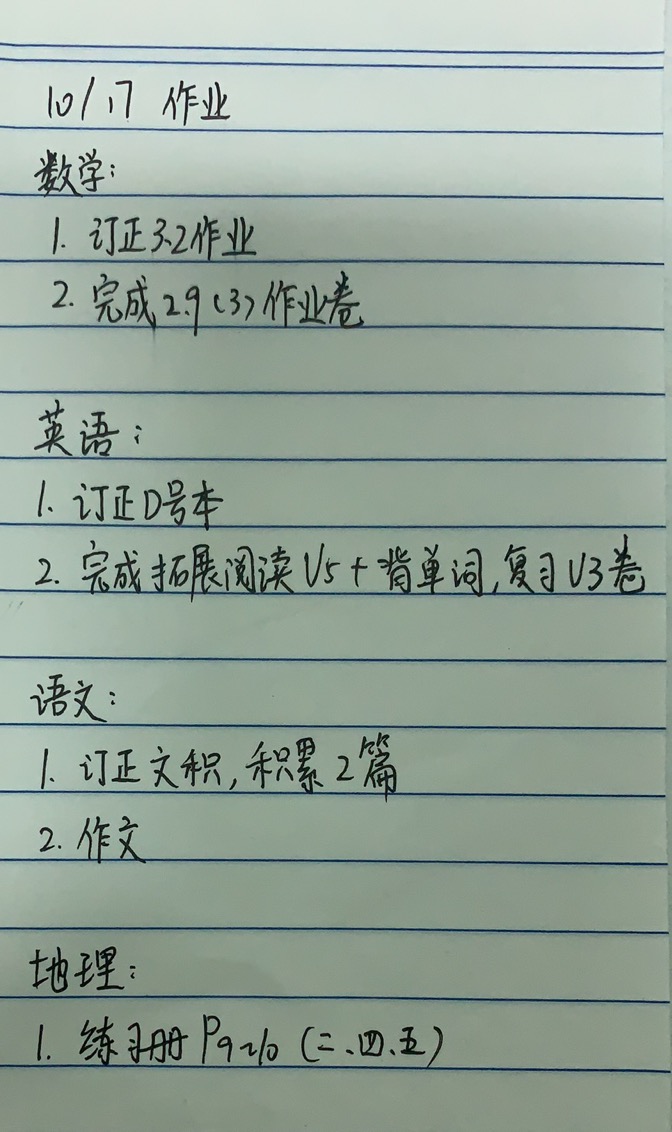 10/17 作业
数学:
1. 订正3.2作业
2. 完成2.9(3)作业卷
英语:
1. 订正D号本
2. 完成拓展阅读U5+背单词,复习U3卷
语文:
1. 订正文积,积累2篇
2. 作文
地理:
1. 练习册P9~10(二、四、五)